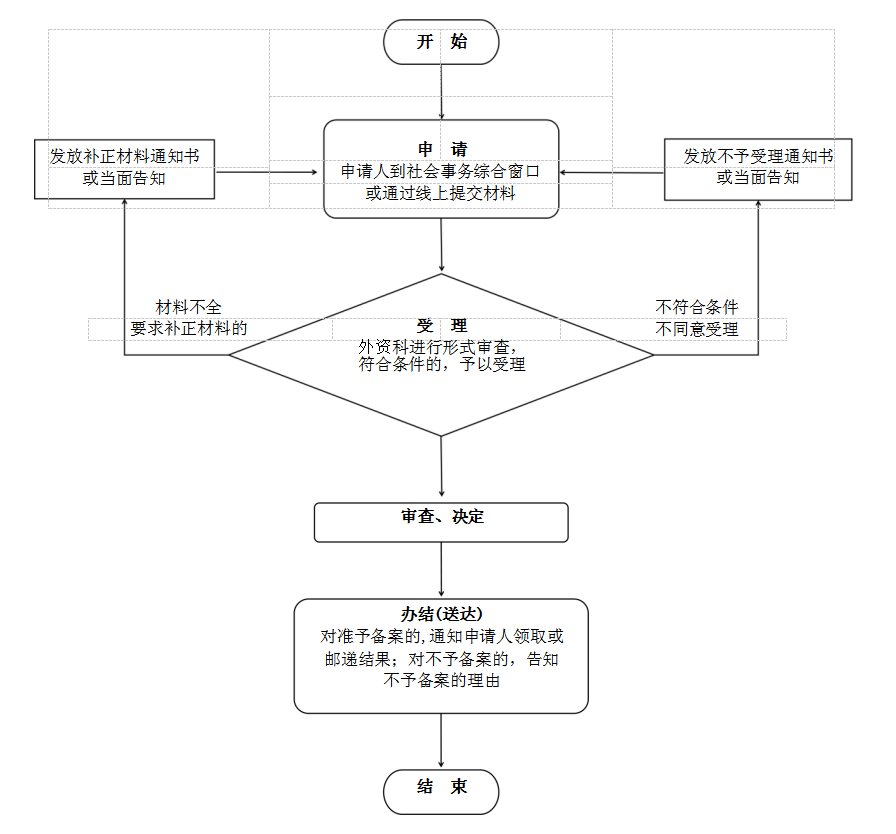 开 始
发放补正材料通知书
或当面告知
申 请
申请人到社会事务综合窗口
或通过线上提交材料
发放不予受理通知书
或当面告知
材料不全
要求补正材料的
受 理
外资科进行形式审查，
符合条件的，予以受理
不符合条件
不同意受理
审查、决定
办结(送达)
对准予备案的,通知申请人领取或
邮递结果；对不予备案的，告知
不予备案的理由
结 束